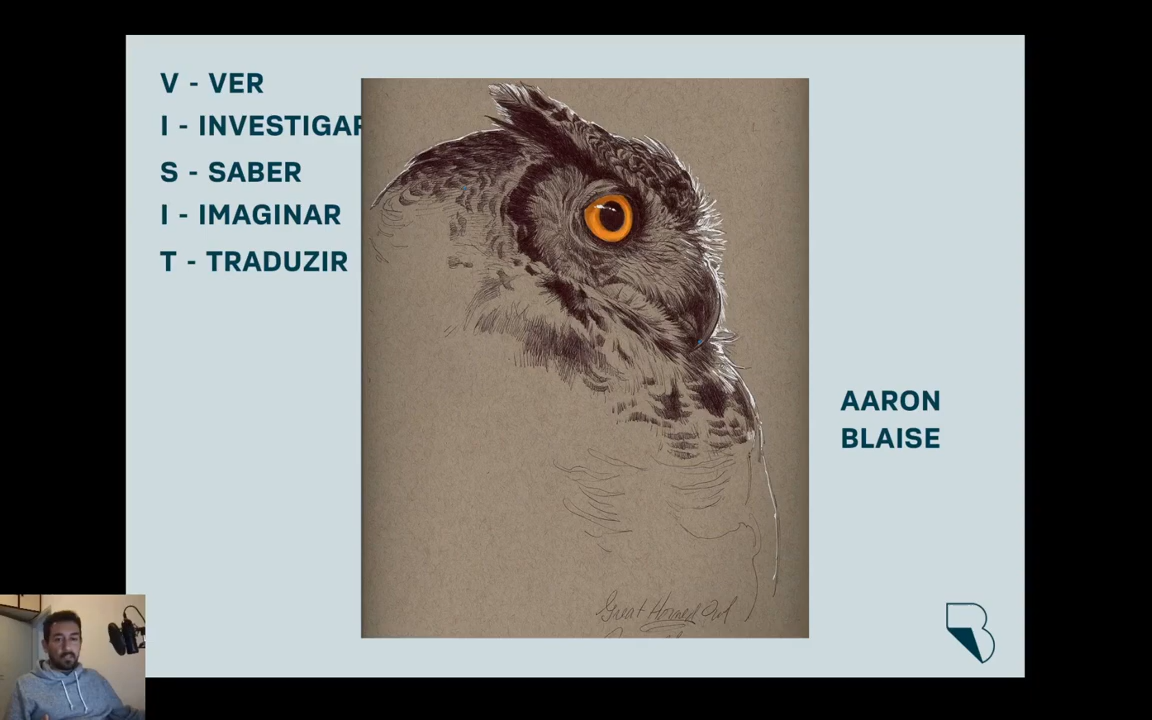 V - VER
I - INVESTIGAR
S - SABER
I - IMAGINAR
T - TRADUZIR
AARON
BLAISE
Great Horned Owl